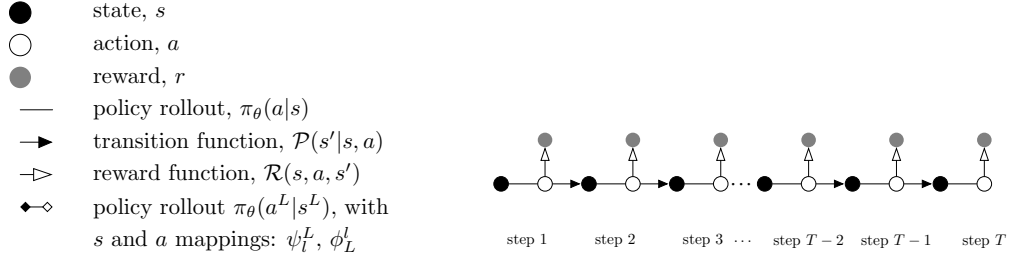 state, s
action, a
reward, r
policy rollout, π_θ(a|s)
transition function, 𝒫(s′|s, a)
reward function, ℛ(s, a, s′)
policy rollout π_θ(a^L|s^L), with
s and a mappings: ψ_l^L, ϕ_L^l
...
step 1 step 2 step 3 ··· step T − 2 step T − 1 step T